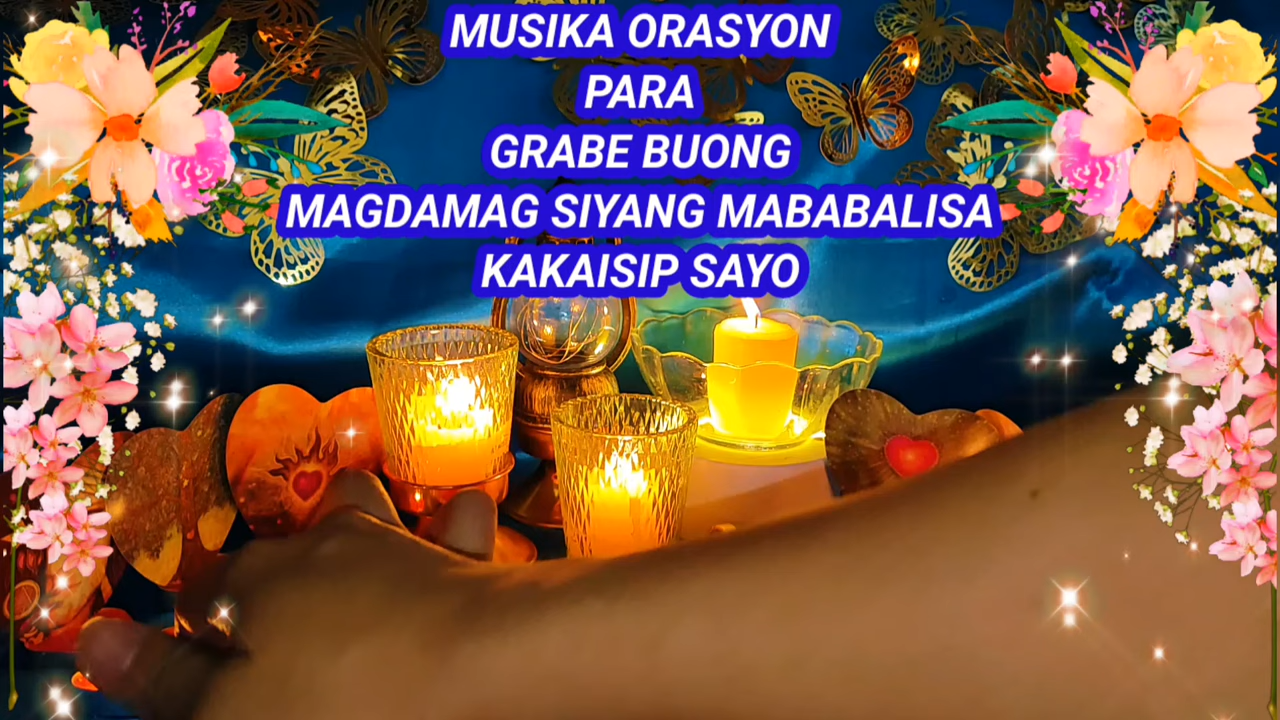 MUSIKA ORASYON
PARA
GRABE BUONG
MAGDAMAG SIYANG MABABALISA
KAKAISIP SAYO